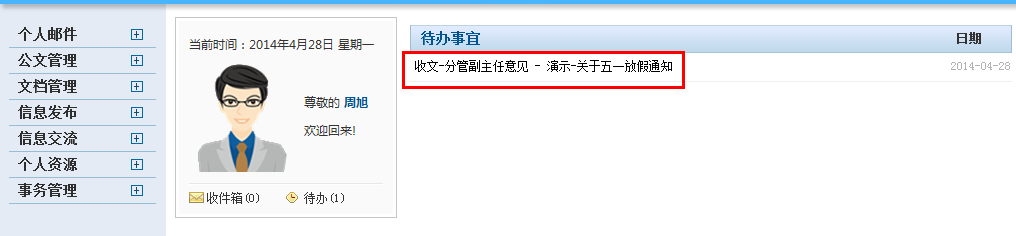 个人邮件
公文管理
文档管理
信息发布
信息交流
个人资源
事务管理
当前时间：2014年4月28日 星期一
尊敬的 周旭
欢迎回来!
收件箱(0) 待办(1)
待办事宜 日期
收文-分管副主任意见 - 演示-关于五一放假通知 2014-04-28